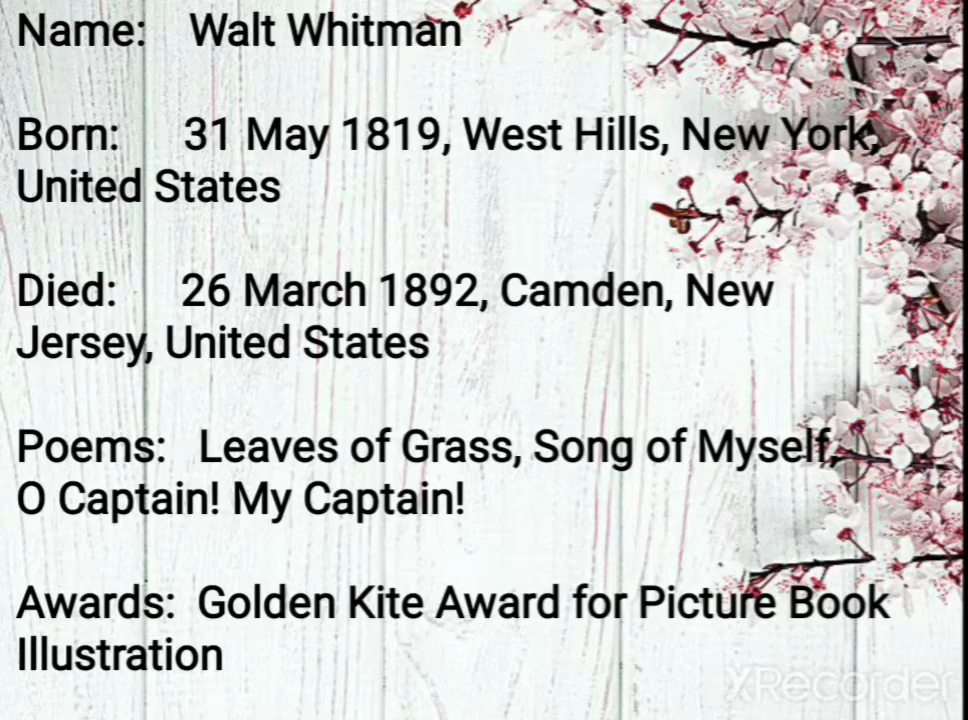 Name: Walt Whitman
Born: 31 May 1819, West Hills, New York,
United States
Died: 26 March 1892, Camden, New
Jersey, United States
Poems: Leaves of Grass, Song of Myself,
O Captain! My Captain!
Awards: Golden Kite Award for Picture Book
Illustration
XRecorder